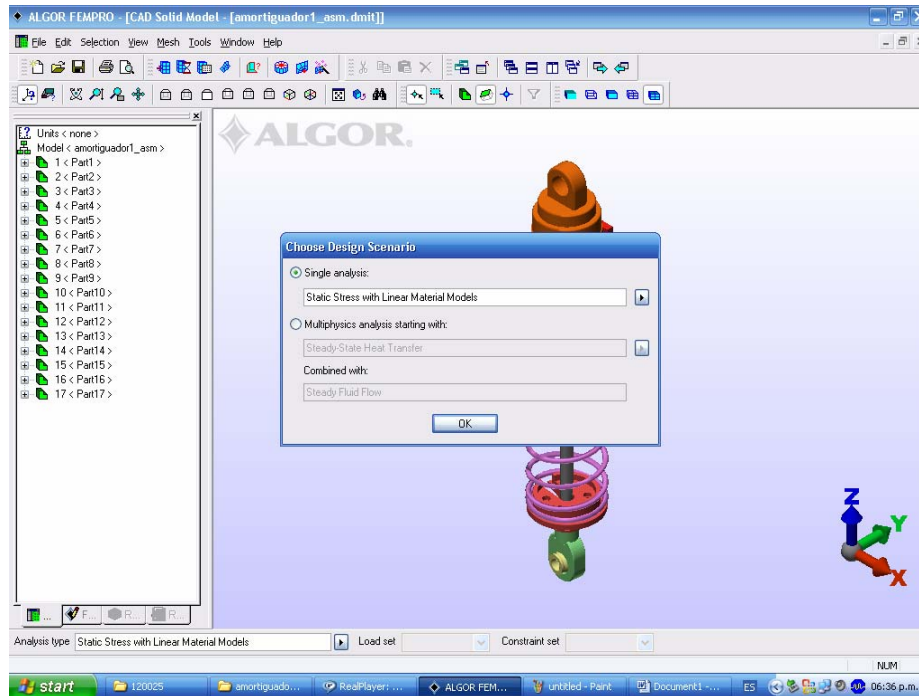 ALGOR FEMPRO - [CAD Solid Model - [amortiguador1_asm.dmit]]
File Edit Selection View Mesh Tools Window Help
ALGOR.
Units < none >
Model < amortiguador1_asm >
1 < Part1 >
2 < Part2 >
3 < Part3 >
4 < Part4 >
5 < Part5 >
6 < Part6 >
7 < Part7 >
8 < Part8 >
9 < Part9 >
10 < Part10 >
11 < Part11 >
12 < Part12 >
13 < Part13 >
14 < Part14 >
15 < Part15 >
16 < Part16 >
17 < Part17 >
Choose Design Scenario
Single analysis:
Static Stress with Linear Material Models
Multiphysics analysis starting with:
Steady-State Heat Transfer
Combined with:
Steady Fluid Flow
OK
Z
Y
X
... F... R... R...
Analysis type Static Stress with Linear Material Models Load set Constraint set
NUM
start 120025 amortiguado... RealPlayer: ... ALGOR FEM... untitled - Paint Document1 -... ES 06:36 p.m.